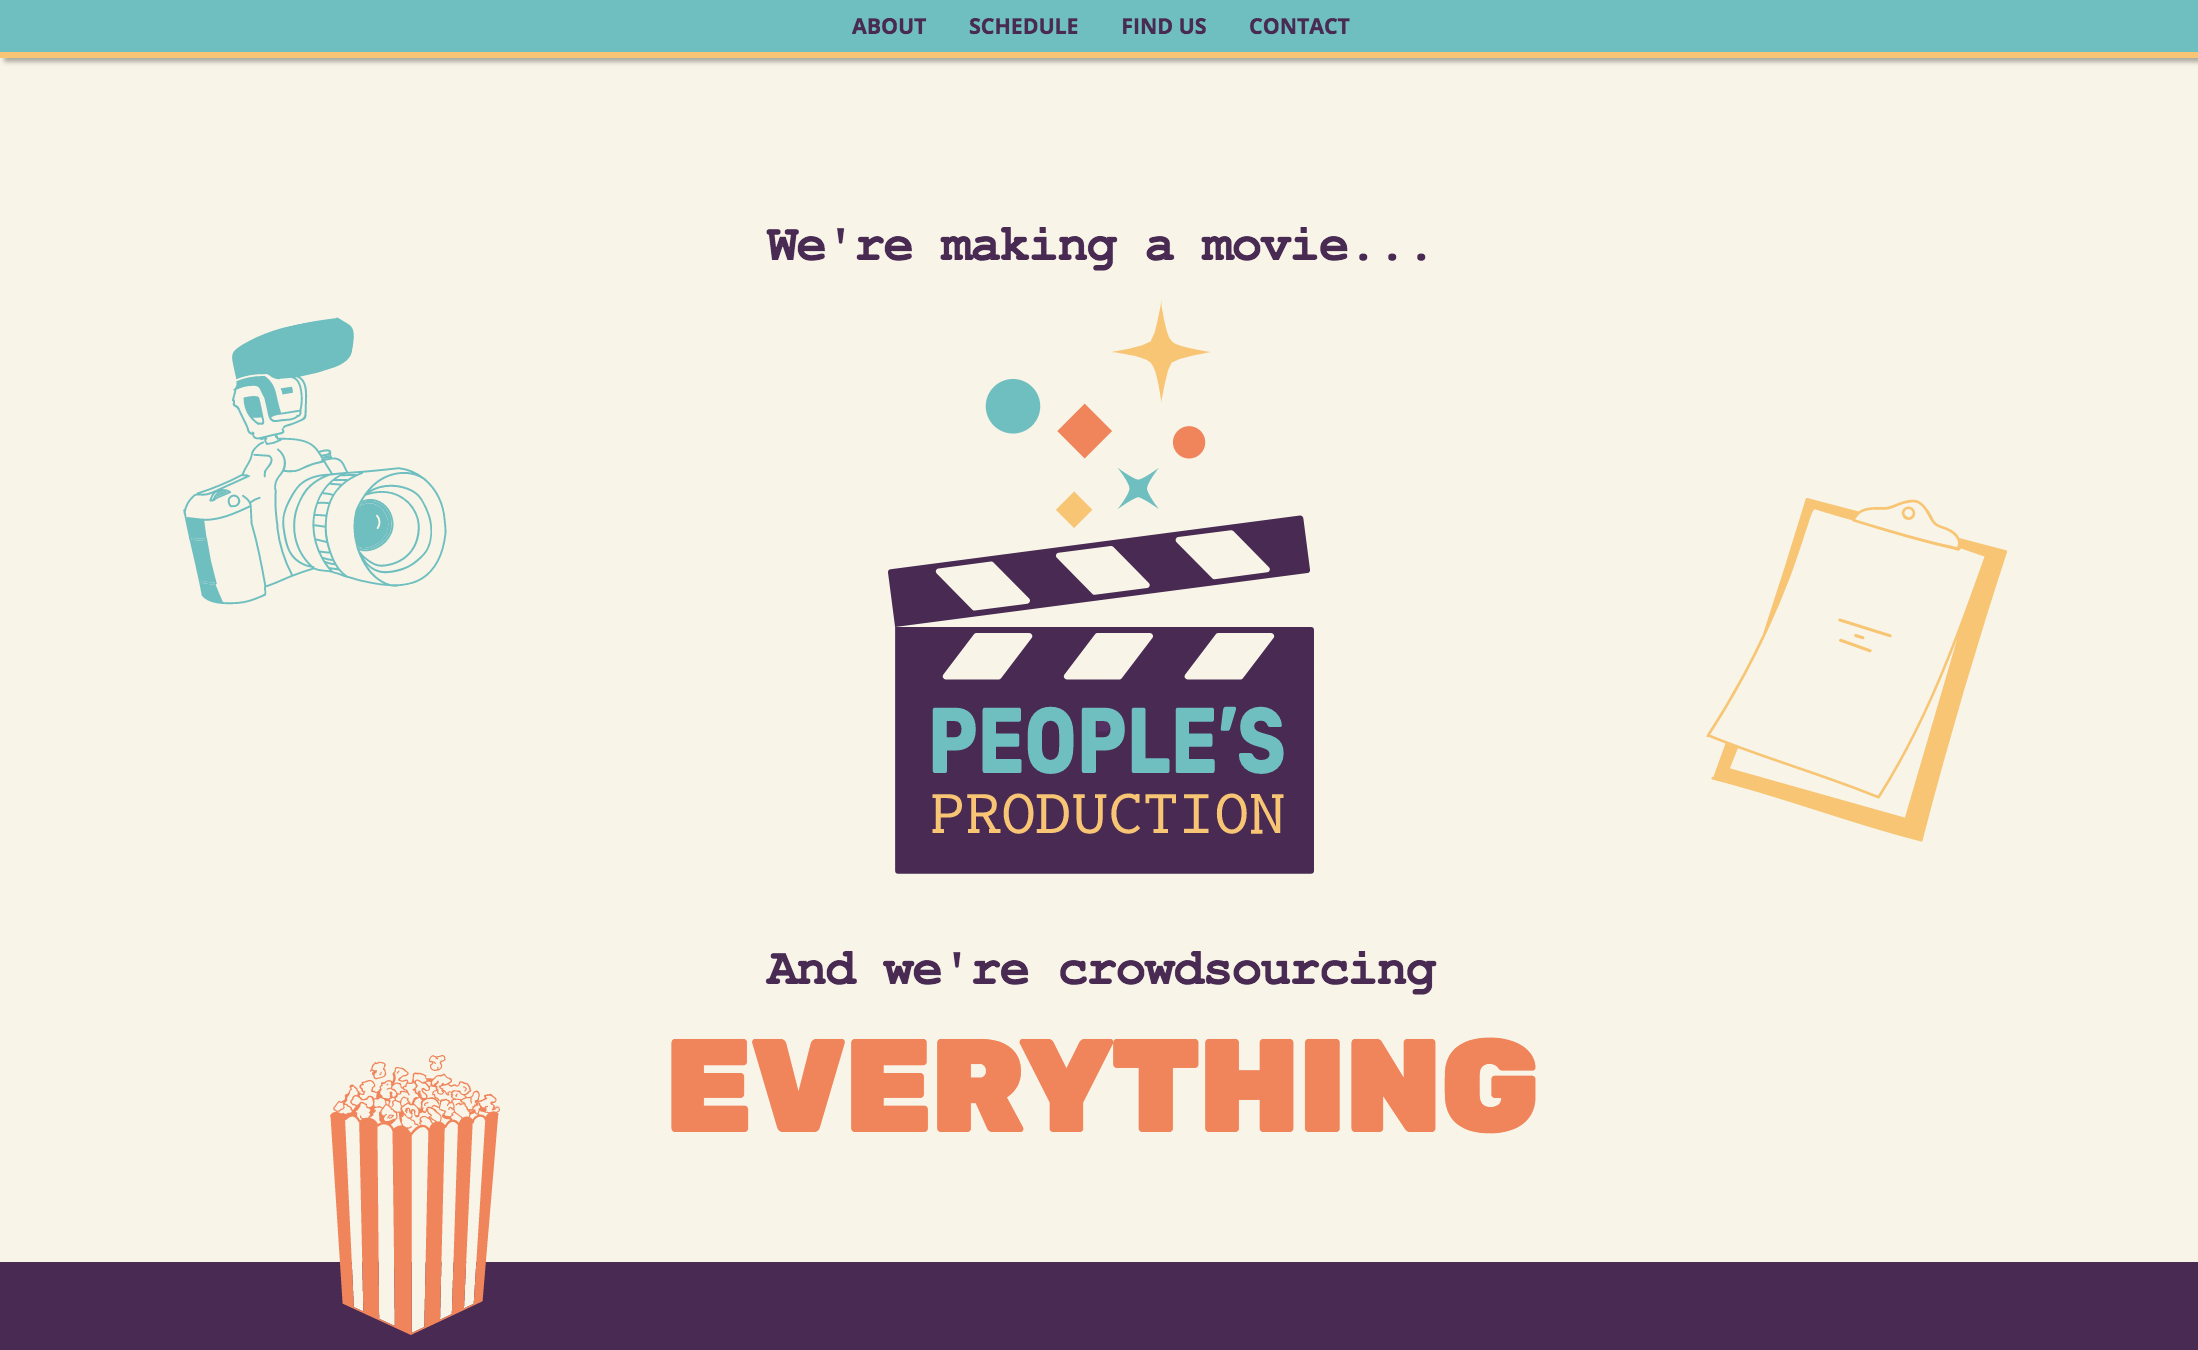 ABOUT SCHEDULE FIND US CONTACT
We're making a movie...
PEOPLE'S
PRODUCTION
And we're crowdsourcing
EVERYTHING